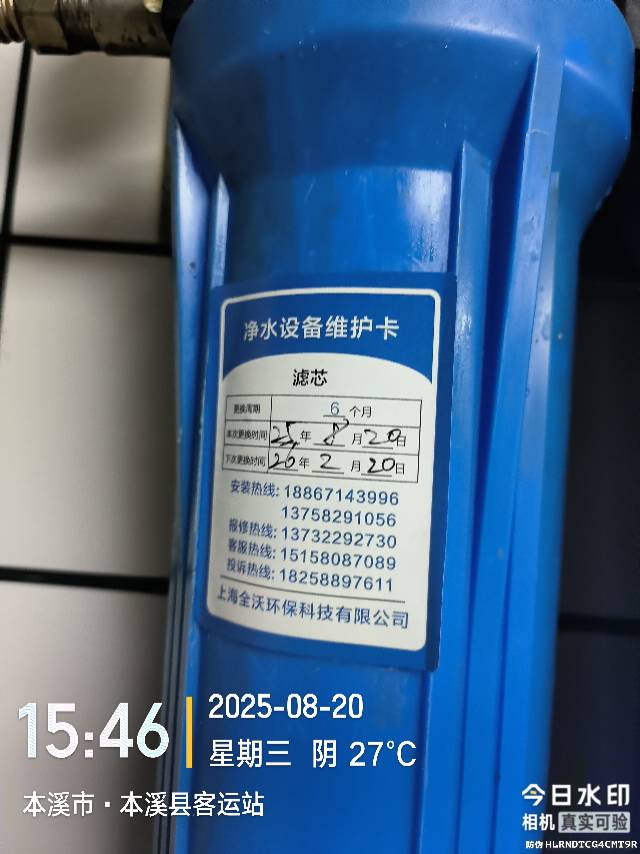 净水设备维护卡
滤芯
更换周期 6 个月
本次更换时间 25 年 8 月 20 日
下次更换时间 26 年 2 月 20 日
安装热线: 18867143996
13758291056
报修热线: 13732292730
客服热线: 15158087089
投诉热线: 18258897611
上海全沃环保科技有限公司
15:46
2025-08-20
星期三 阴 27℃
本溪市·本溪县客运站
今日水印
相机 真实可验
防伪 HLRNDTCG4CMT9R